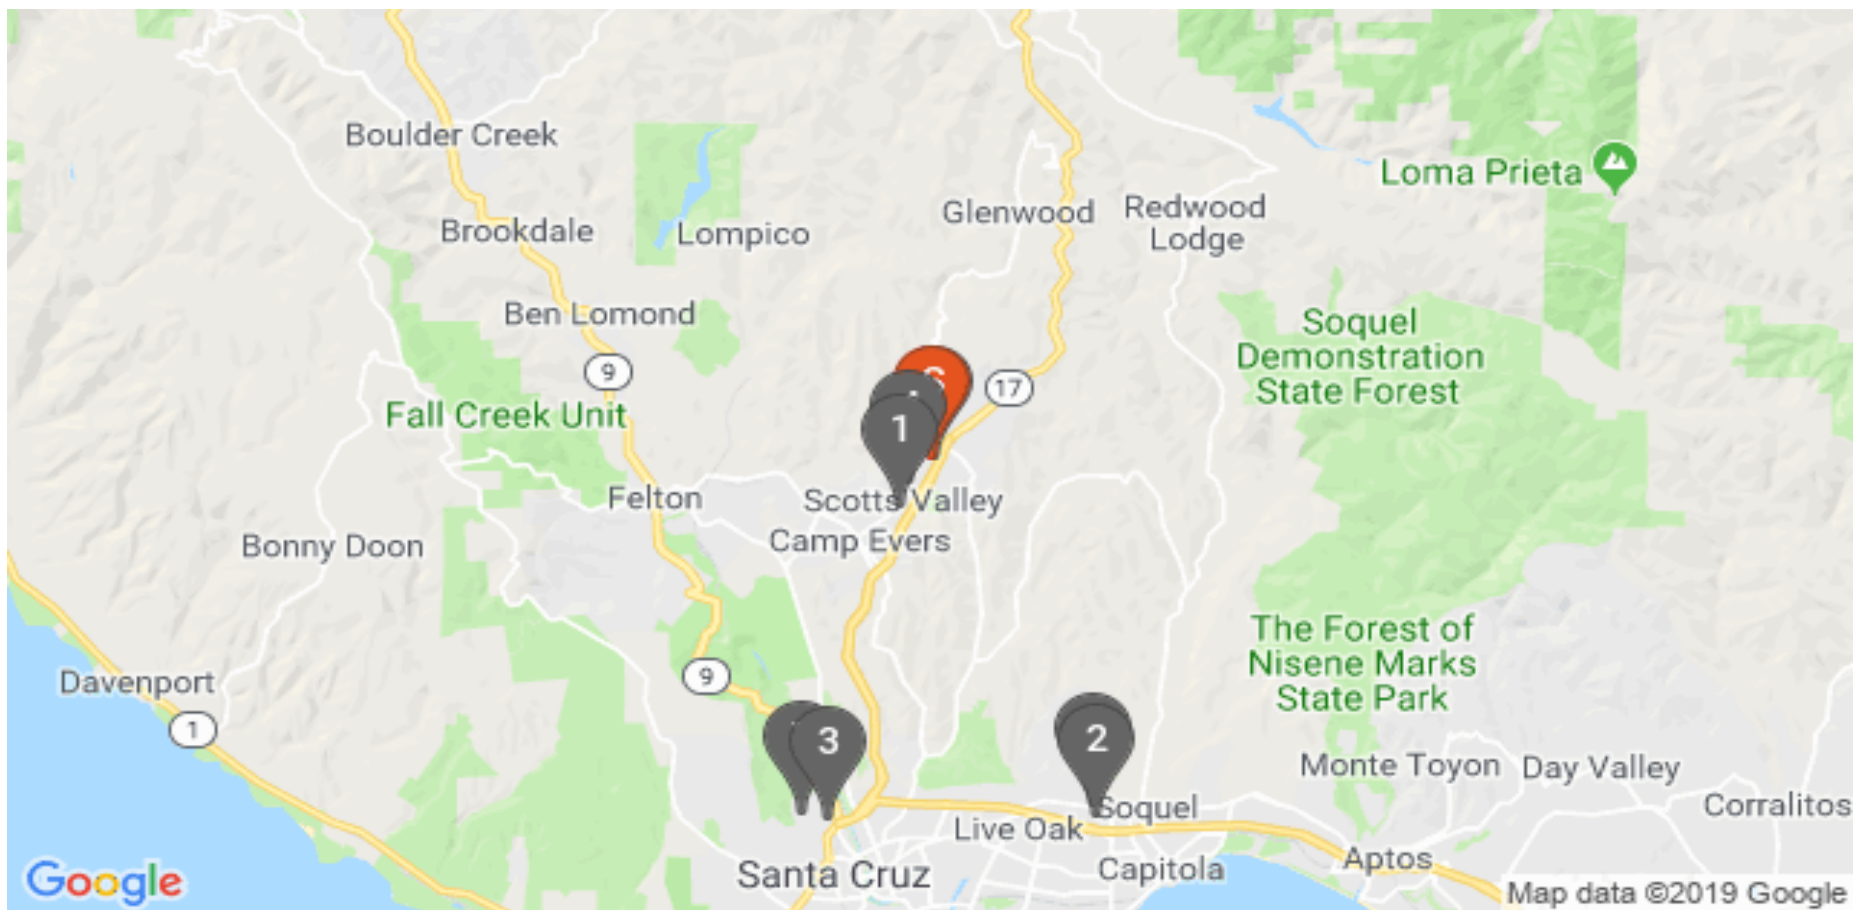 Boulder Creek
Loma Prieta
Glenwood
Redwood
Lodge
Brookdale
Lompico
Ben Lomond
Soquel
Demonstration
State Forest
9
17
Fall Creek Unit
1
Felton
Scotts Valley
Camp Evers
Bonny Doon
The Forest of
Nisene Marks
State Park
9
Davenport
1
3
2
Monte Toyon
Day Valley
Corralitos
Soquel
Live Oak
Capitola
Aptos
Santa Cruz
Google
Map data ©2019 Google